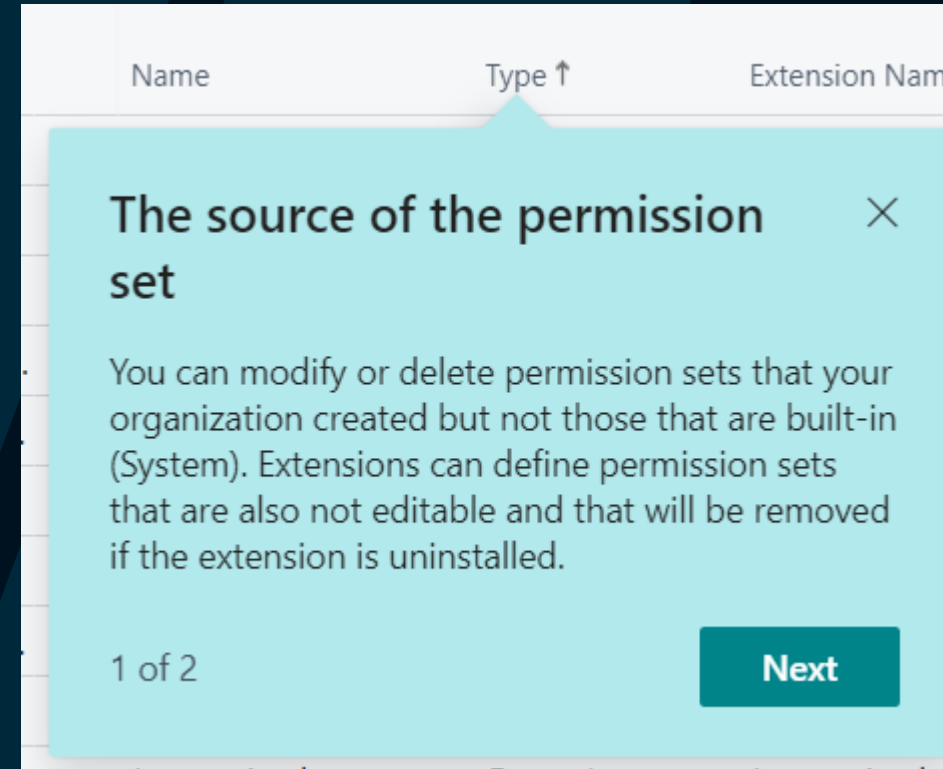 Name Type ↑ Extension Nam
The source of the permission
set
You can modify or delete permission sets that your
organization created but not those that are built-in
(System). Extensions can define permission sets
that are also not editable and that will be removed
if the extension is uninstalled.
1 of 2 Next